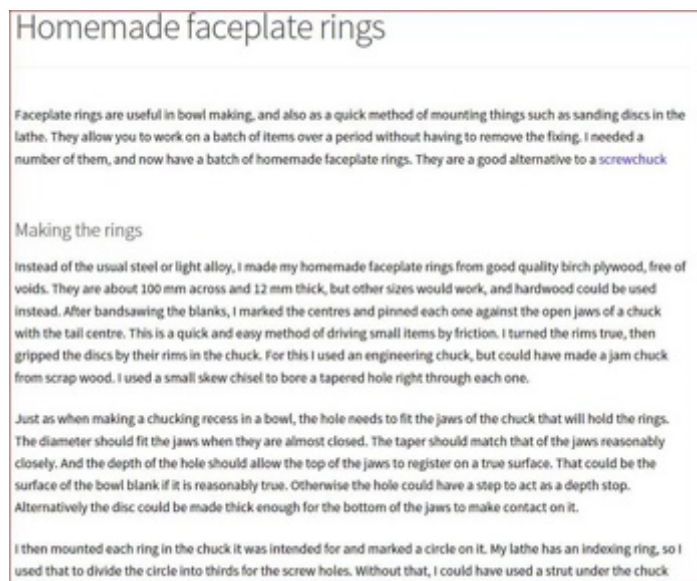 Homemade faceplate rings
Faceplate rings are useful in bowl making, and also as a quick method of mounting things such as sanding discs in the
lathe. They allow you to work on a batch of items over a period without having to remove the fixing. I needed a
number of them, and now have a batch of homemade faceplate rings. They are a good alternative to a screwchuck
Making the rings
Instead of the usual steel or light alloy, I made my homemade faceplate rings from good quality birch plywood, free of
voids. They are about 100 mm across and 12 mm thick, but other sizes would work, and hardwood could be used
instead. After bandsawing the blanks, I marked the centres and pinned each one against the open jaws of a chuck
with the tail centre. This is a quick and easy method of driving small items by friction. I turned the rims true, then
gripped the discs by their rims in the chuck. For this I used an engineering chuck, but could have made a jam chuck
from scrap wood. I used a small skew chisel to bore a tapered hole right through each one.
Just as when making a chucking recess in a bowl, the hole needs to fit the jaws of the chuck that will hold the rings.
The diameter should fit the jaws when they are almost closed. The taper should match that of the jaws reasonably
closely. And the depth of the hole should allow the top of the jaws to register on a true surface. That could be the
surface of the bowl blank if it is reasonably true. Otherwise the hole could have a step to act as a depth stop.
Alternatively the disc could be made thick enough for the bottom of the jaws to make contact on it.
I then mounted each ring in the chuck it was intended for and marked a circle on it. My lathe has an indexing ring, so I
used that to divide the circle into thirds for the screw holes. Without that, I could have used a strut under the chuck